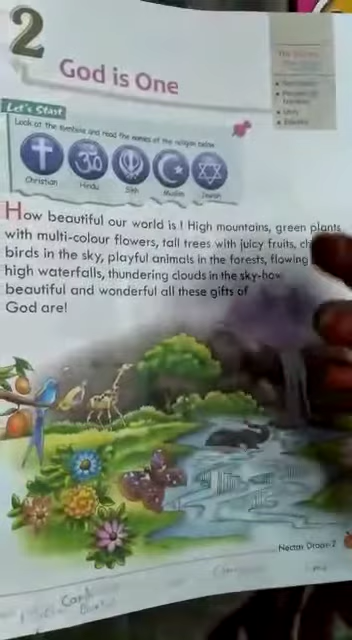 2
God is One
Let's Start
Look at the symbols and read the names of the religion below
Christian Hindu Sikh Muslim Jewish
How beautiful our world is ! High mountains, green plants
with multi-colour flowers, tall trees with juicy fruits,
birds in the sky, playful animals in the forests, flowing
high waterfalls, thundering clouds in the sky-how
beautiful and wonderful all these gifts of
God are!
Nectar Drops-2